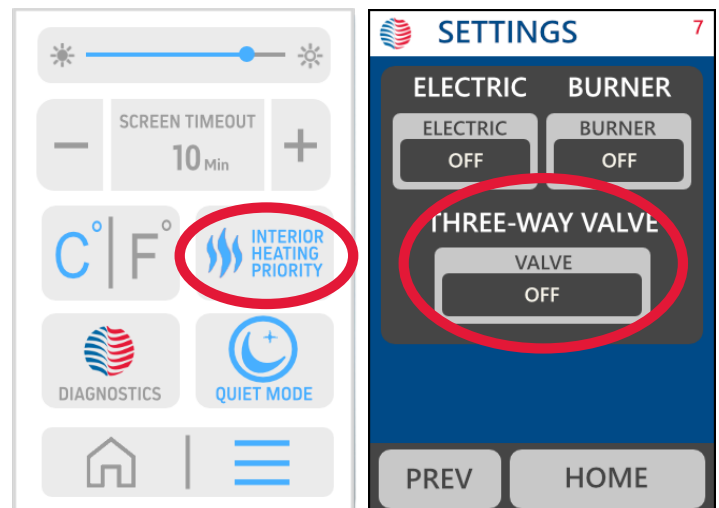 SCREEN TIMEOUT
10 Min
C° | F°
INTERIOR
HEATING
PRIORITY
DIAGNOSTICS
QUIET MODE
SETTINGS 7
ELECTRIC BURNER
ELECTRIC BURNER
OFF OFF
THREE-WAY VALVE
VALVE
OFF
PREV HOME